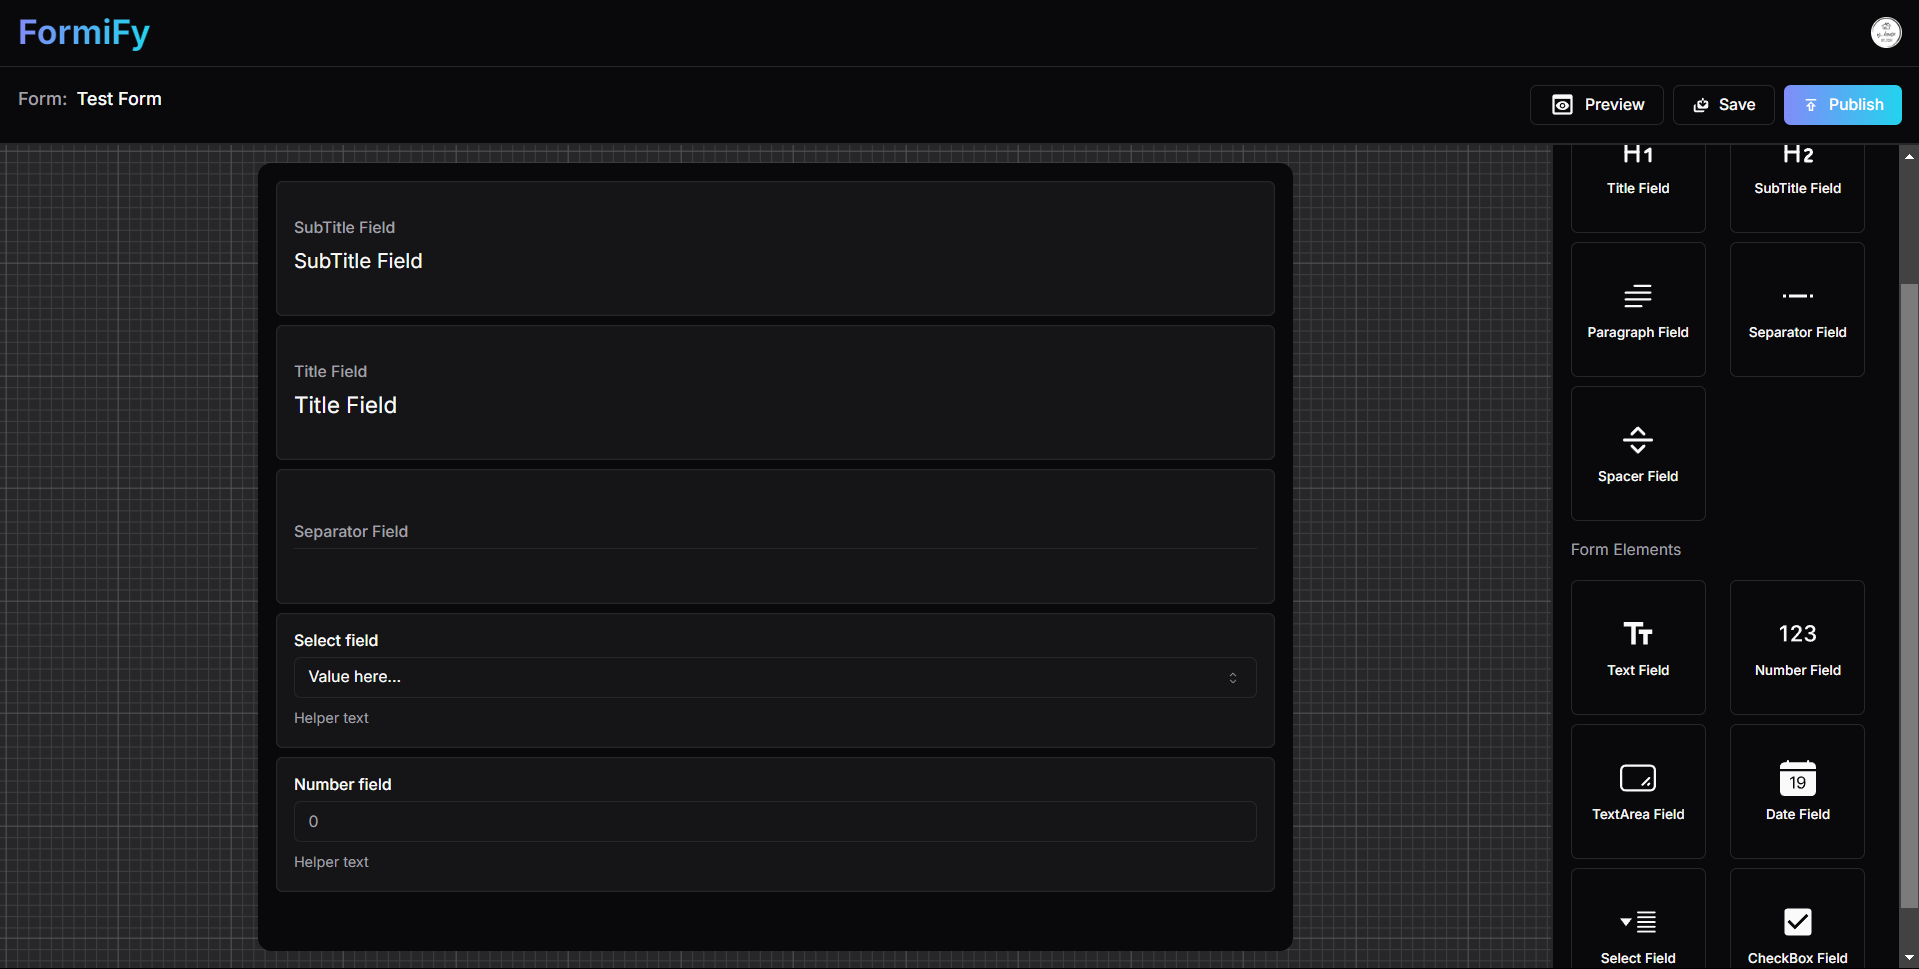 FormiFy
Form: Test Form
Preview
Save
Publish
SubTitle Field
SubTitle Field
Title Field
Title Field
Separator Field
Select field
Value here...
Helper text
Number field
0
Helper text
H1
Title Field
H2
SubTitle Field
Paragraph Field
Separator Field
Spacer Field
Form Elements
Text Field
123
Number Field
TextArea Field
19
Date Field
Select Field
CheckBox Field